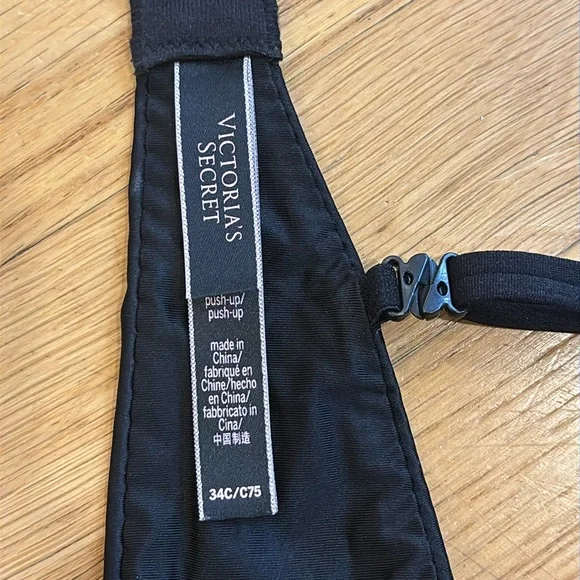 VICTORIA'S
SECRET
push-up/
push-up
made in
China/
fabriqué en
Chine/hecho
en China/
fabbricato in
Cina/
中国制造
34C/C75